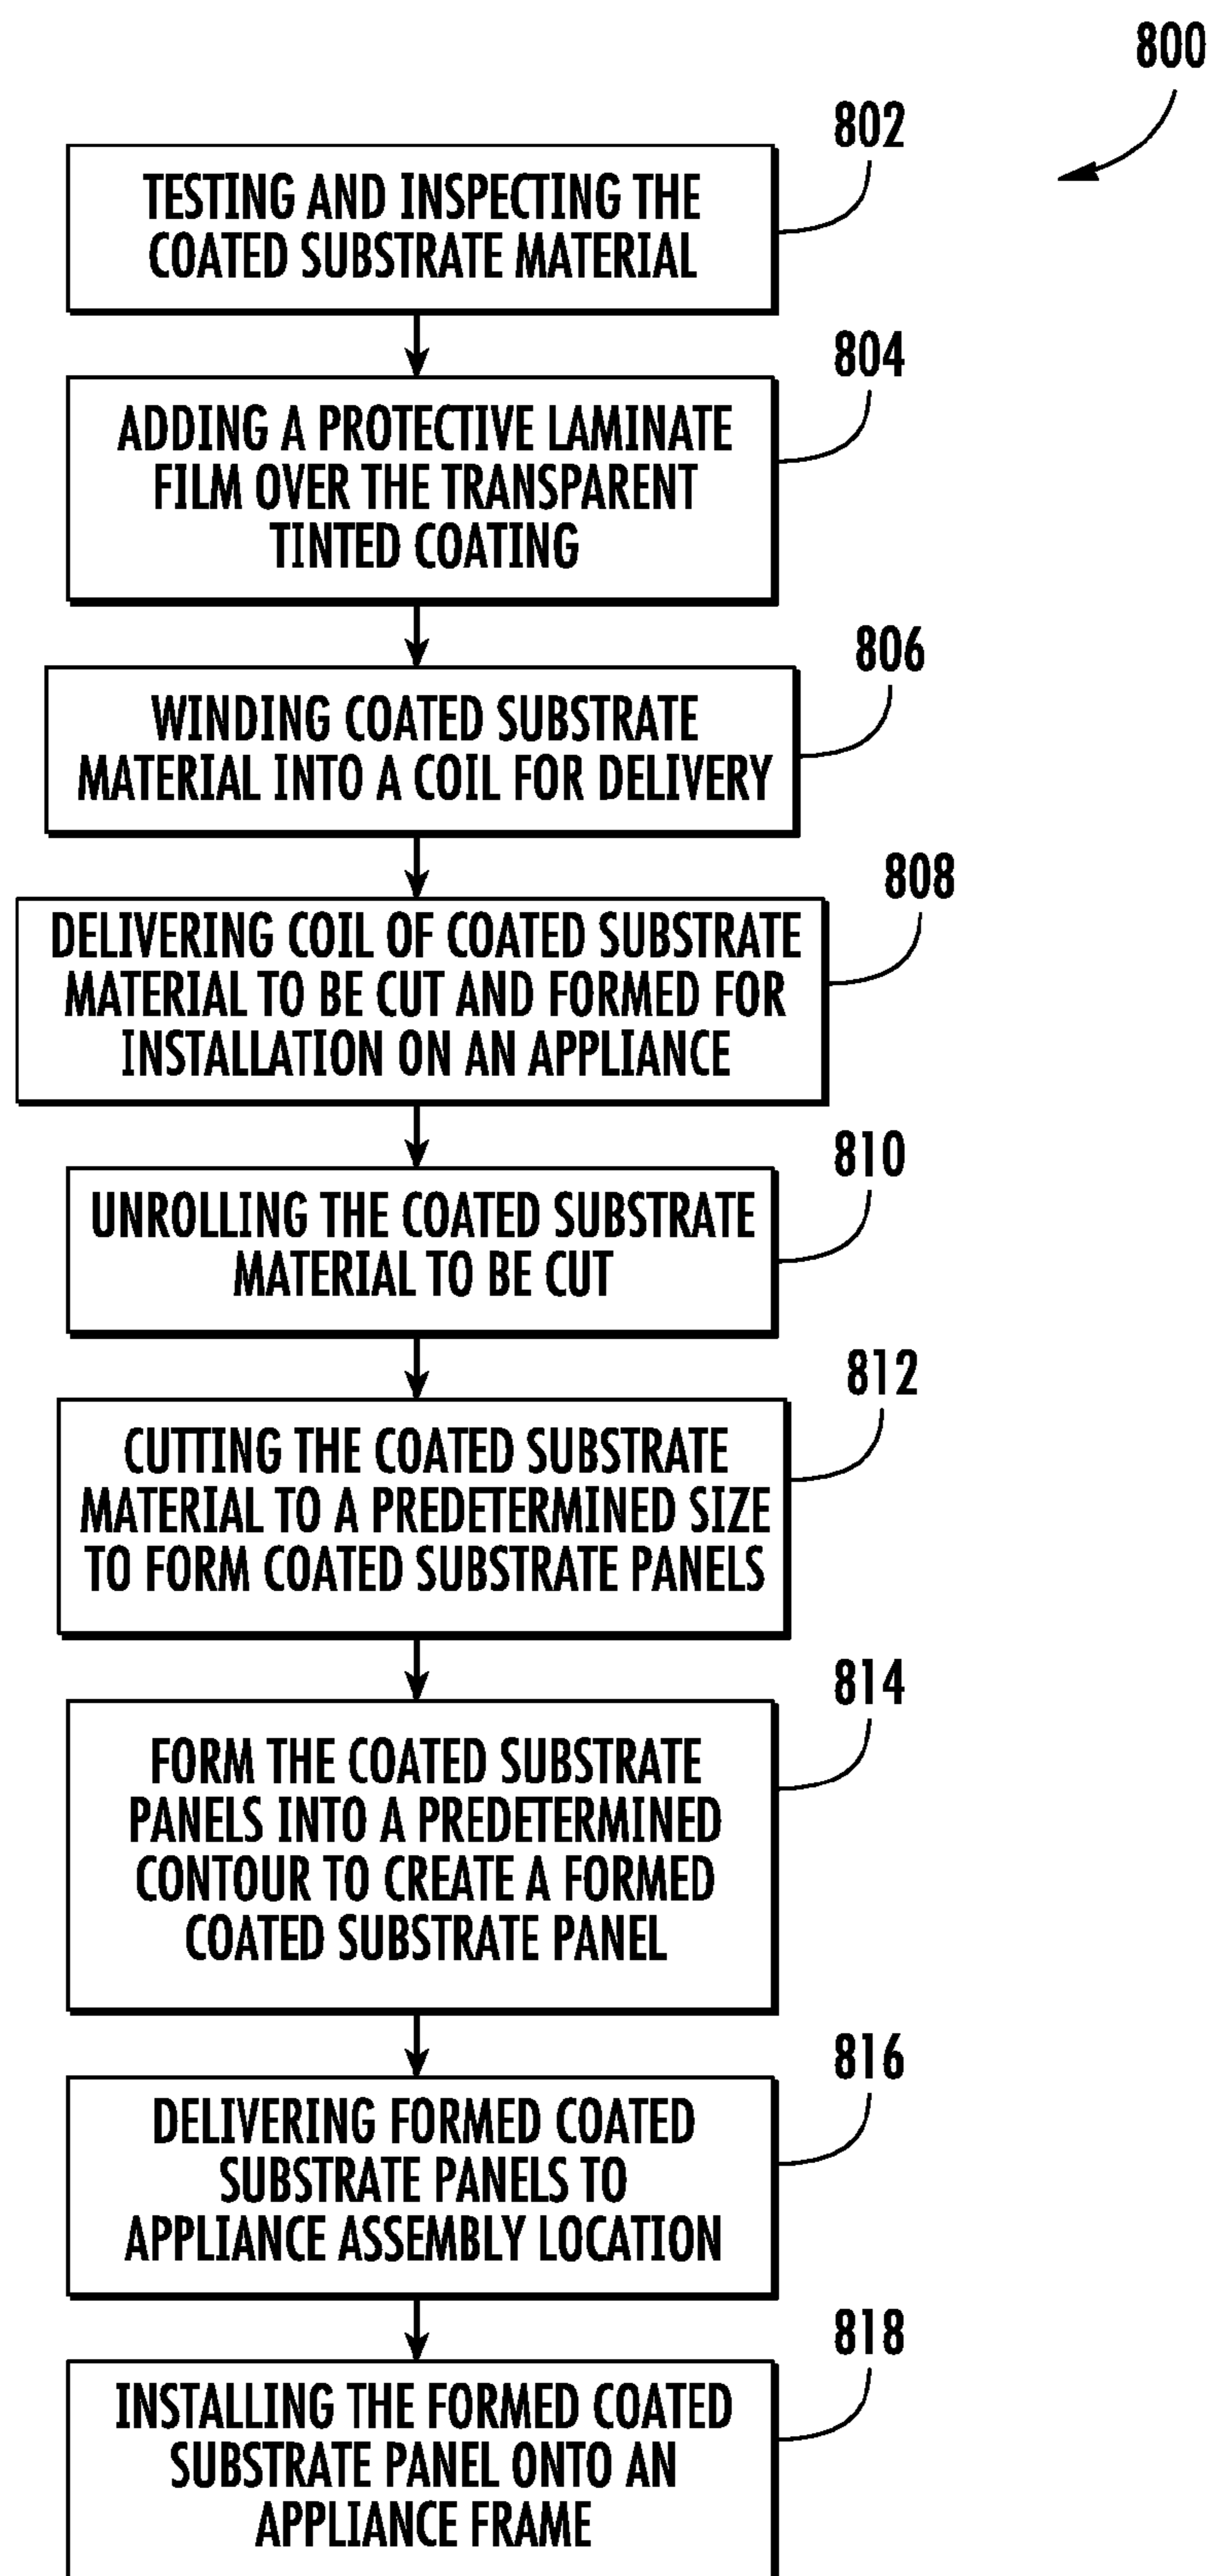 800
802
TESTING AND INSPECTING THE
COATED SUBSTRATE MATERIAL
804
ADDING A PROTECTIVE LAMINATE
FILM OVER THE TRANSPARENT
TINTED COATING
806
WINDING COATED SUBSTRATE
MATERIAL INTO A COIL FOR DELIVERY
808
DELIVERING COIL OF COATED SUBSTRATE
MATERIAL TO BE CUT AND FORMED FOR
INSTALLATION ON AN APPLIANCE
810
UNROLLING THE COATED SUBSTRATE
MATERIAL TO BE CUT
812
CUTTING THE COATED SUBSTRATE
MATERIAL TO A PREDETERMINED SIZE
TO FORM COATED SUBSTRATE PANELS
814
FORM THE COATED SUBSTRATE
PANELS INTO A PREDETERMINED
CONTOUR TO CREATE A FORMED
COATED SUBSTRATE PANEL
816
DELIVERING FORMED COATED
SUBSTRATE PANELS TO
APPLIANCE ASSEMBLY LOCATION
818
INSTALLING THE FORMED COATED
SUBSTRATE PANEL ONTO AN
APPLIANCE FRAME